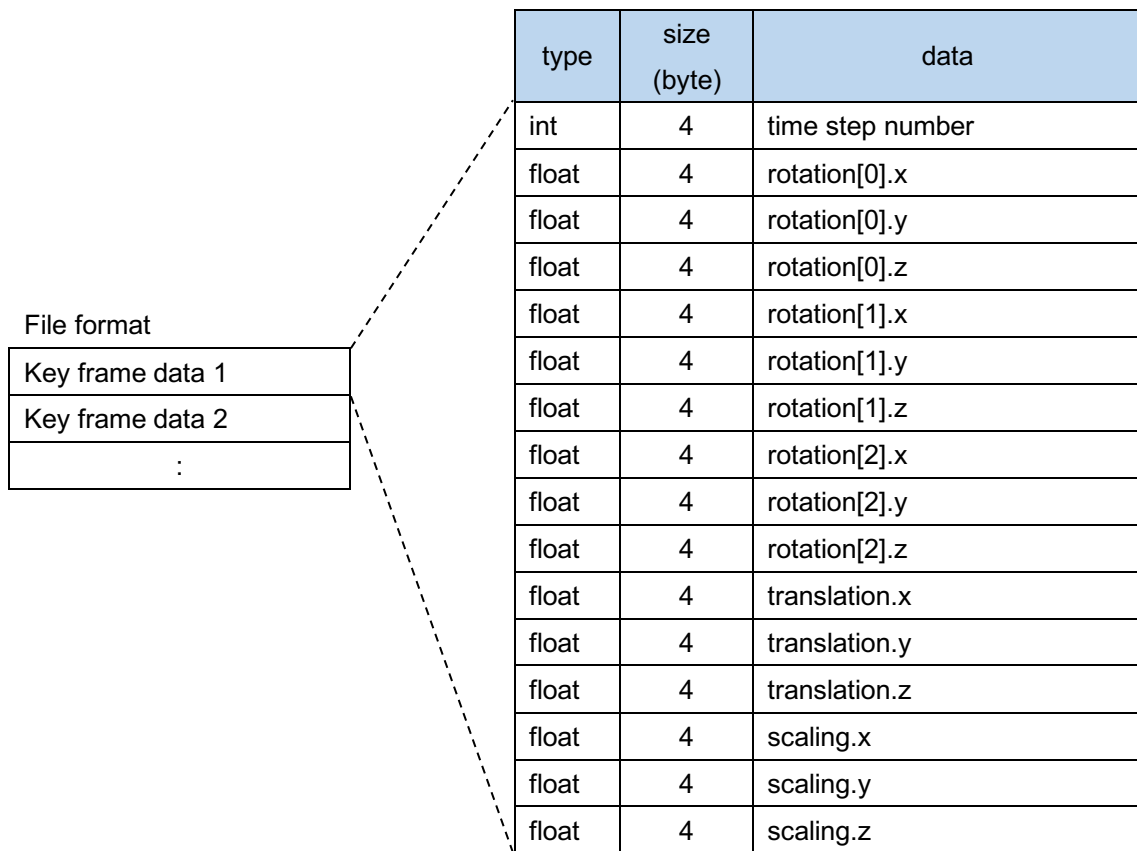 type size (byte) data
int 4 time step number
float 4 rotation[0].x
float 4 rotation[0].y
float 4 rotation[0].z
float 4 rotation[1].x
float 4 rotation[1].y
float 4 rotation[1].z
float 4 rotation[2].x
float 4 rotation[2].y
float 4 rotation[2].z
float 4 translation.x
float 4 translation.y
float 4 translation.z
float 4 scaling.x
float 4 scaling.y
float 4 scaling.z
File format
Key frame data 1
Key frame data 2
: